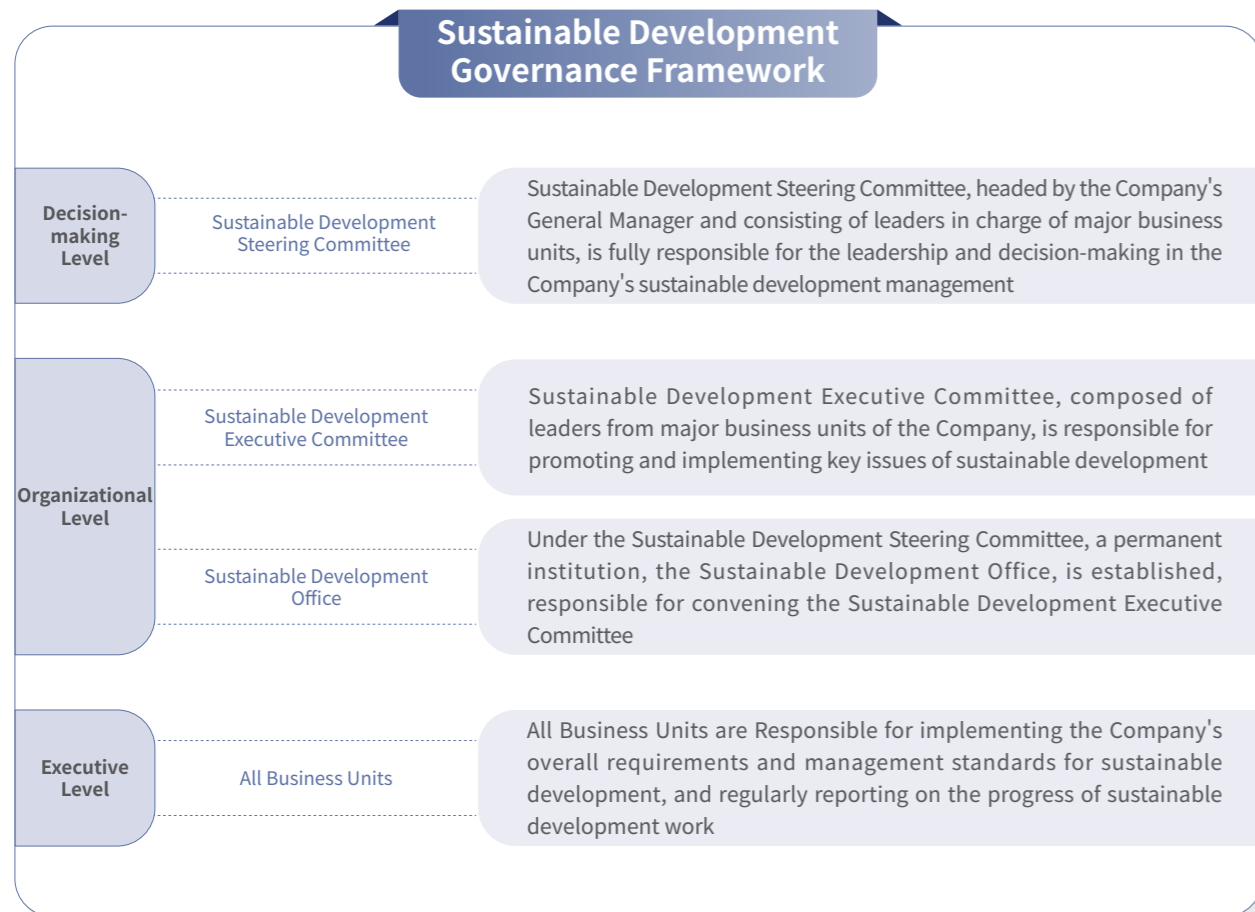 Sustainable Development
Governance Framework
Decision-
making
Level
Sustainable Development
Steering Committee
Sustainable Development Steering Committee, headed by the Company's
General Manager and consisting of leaders in charge of major business
units, is fully responsible for the leadership and decision-making in the
Company's sustainable development management
Organizational
Level
Sustainable Development
Executive Committee
Sustainable Development Executive Committee, composed of
leaders from major business units of the Company, is responsible for
promoting and implementing key issues of sustainable development
Sustainable Development
Office
Under the Sustainable Development Steering Committee, a permanent
institution, the Sustainable Development Office, is established,
responsible for convening the Sustainable Development Executive
Committee
Executive
Level
All Business Units
All Business Units are Responsible for implementing the Company's
overall requirements and management standards for sustainable
development, and regularly reporting on the progress of sustainable
development work